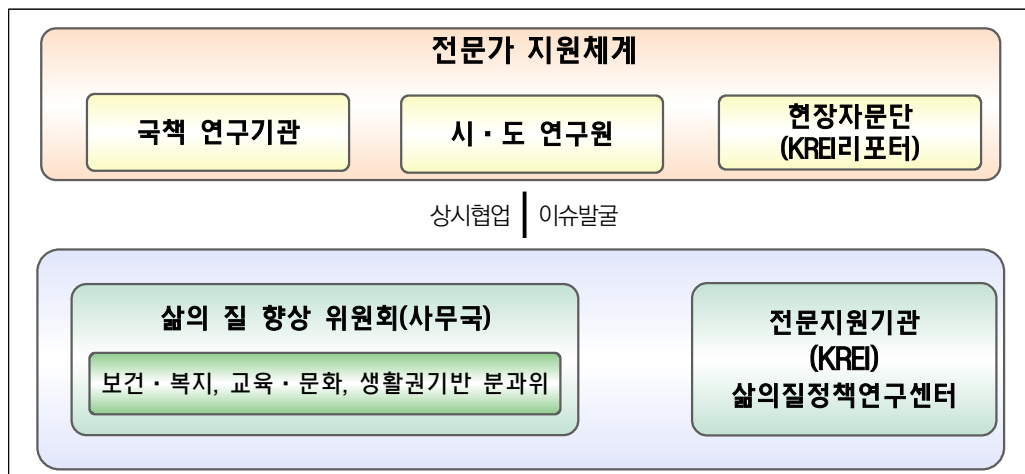 전문가 지원체계
국책 연구기관
시·도 연구원
현장자문단
(KREI리포터)
상시협업
이슈발굴
삶의 질 향상 위원회(사무국)
보건·복지, 교육·문화, 생활권기반 분과위
전문지원기관
(KREI)
삶의질정책연구센터